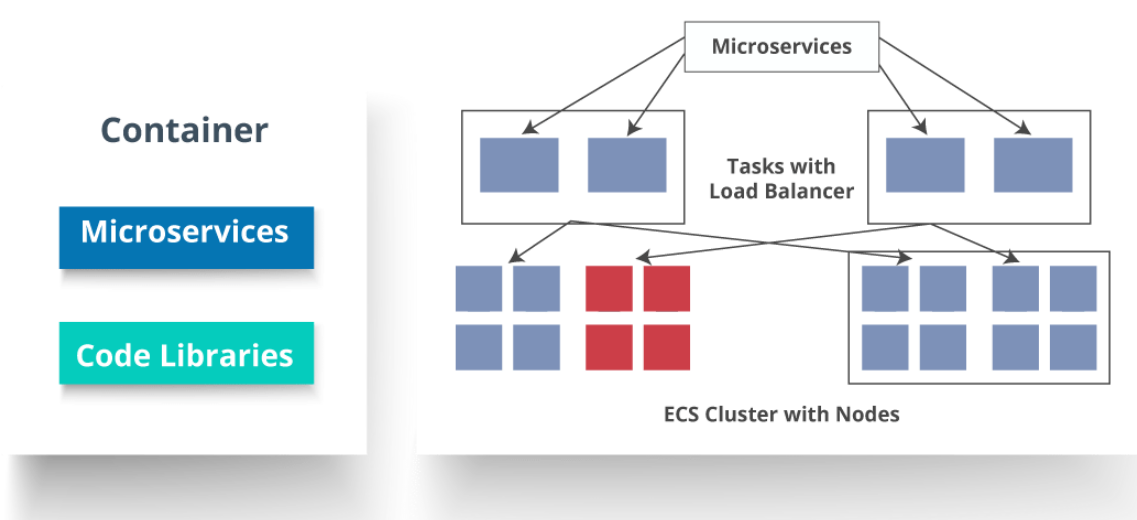 Container
Microservices
Code Libraries
Microservices
Tasks with
Load Balancer
ECS Cluster with Nodes